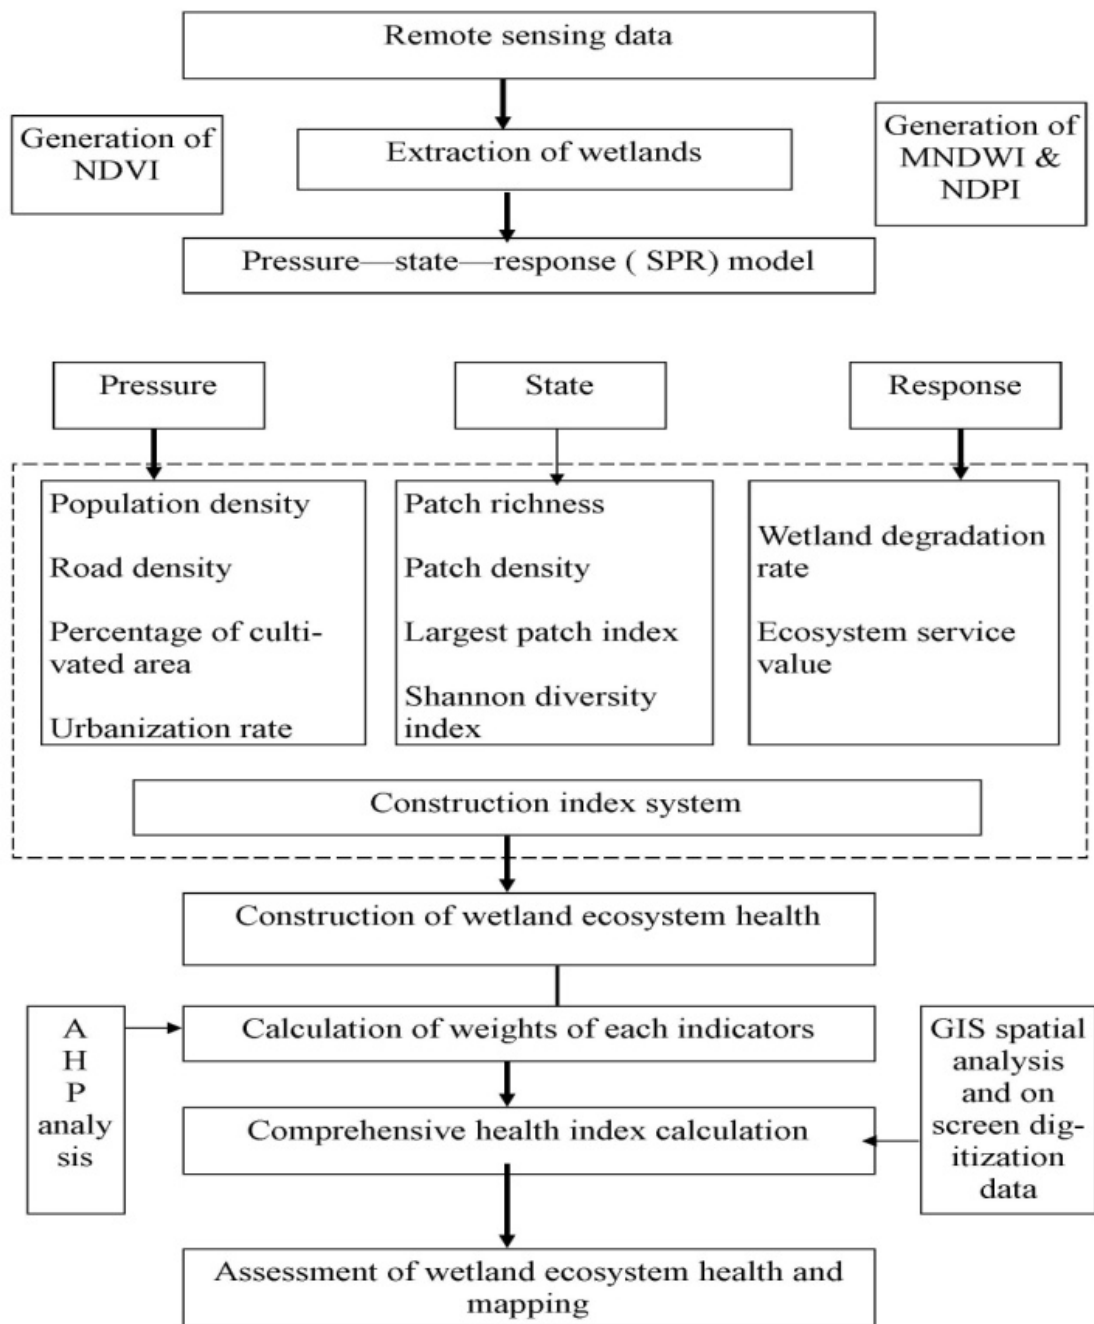 Remote sensing data
Generation of
NDVI
Extraction of wetlands
Generation of
MNDWI &
NDPI
Pressure—state—response ( SPR) model
Pressure
State
Response
Population density
Road density
Percentage of culti-
vated area
Urbanization rate
Patch richness
Patch density
Largest patch index
Shannon diversity
index
Wetland degradation
rate
Ecosystem service
value
Construction index system
Construction of wetland ecosystem health
A
H
P
analy
sis
Calculation of weights of each indicators
GIS spatial
analysis
and on
screen dig-
itization
data
Comprehensive health index calculation
Assessment of wetland ecosystem health and
mapping